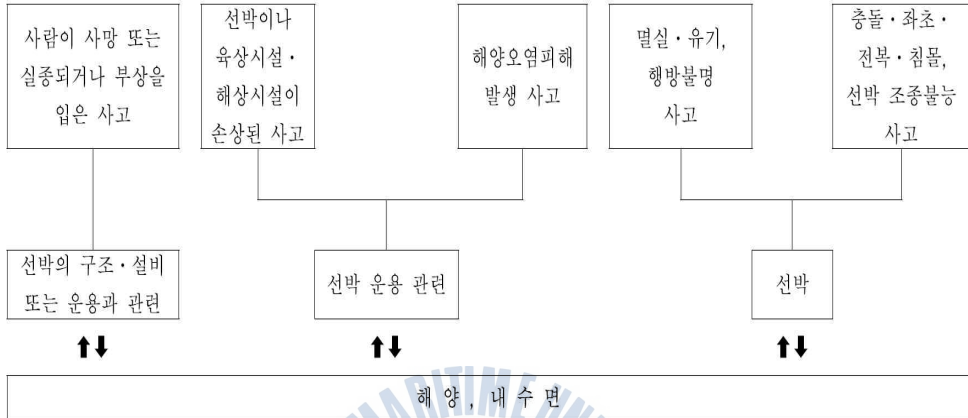 사람이 사망 또는
실종되거나 부상을
입은 사고
선박이나
육상시설·
해상시설이
손상된 사고
해양오염피해
발생 사고
멸실·유기,
행방불명
사고
충돌·좌초·
전복·침몰,
선박 조종불능
사고
선박의 구조·설비
또는 운용과 관련
선박 운용 관련
선박
해양, 내수면
MARITIME UN